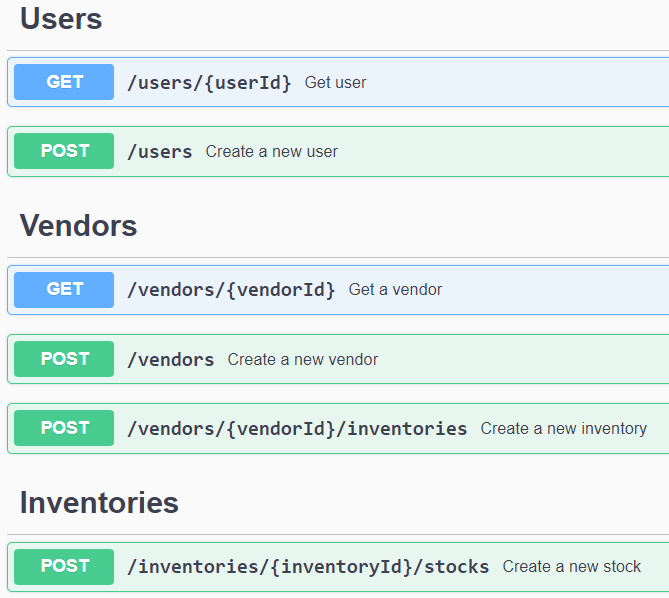 Users
GET /users/{userId} Get user
POST /users Create a new user
Vendors
GET /vendors/{vendorId} Get a vendor
POST /vendors Create a new vendor
POST /vendors/{vendorId}/inventories Create a new inventory
Inventories
POST /inventories/{inventoryId}/stocks Create a new stock